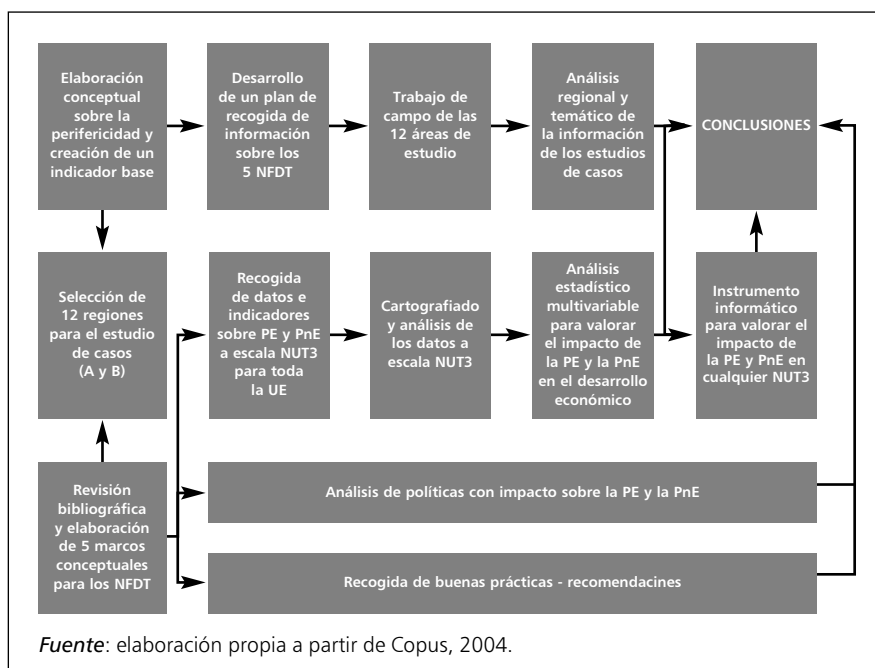 Elaboración
conceptual
sobre la
perifericidad y
creación de un
indicador base
Desarrollo
de un plan de
recogida de
información
sobre los
5 NFDT
Trabajo de
campo de las
12 áreas de
estudio
Análisis
regional y
temático de
la información
de los estudios
de casos
CONCLUSIONES
Selección de
12 regiones
para el estudio
de casos
(A y B)
Recogida
de datos e
indicadores
sobre PE y PnE
a escala NUT3
para toda
la UE
Cartografiado
y análisis de
los datos a
escala NUT3
Análisis
estadístico
multivariable
para valorar
el impacto de
la PE y la PnE
en el desarrollo
económico
Instrumento
informático
para valorar el
impacto de
la PE y PnE en
cualquier NUT3
Revisión
bibliográfica
y elaboración
de 5 marcos
conceptuales
para los NFDT
Análisis de políticas con impacto sobre la PE y la PnE
Recogida de buenas prácticas - recomendacines
Fuente: elaboración propia a partir de Copus, 2004.